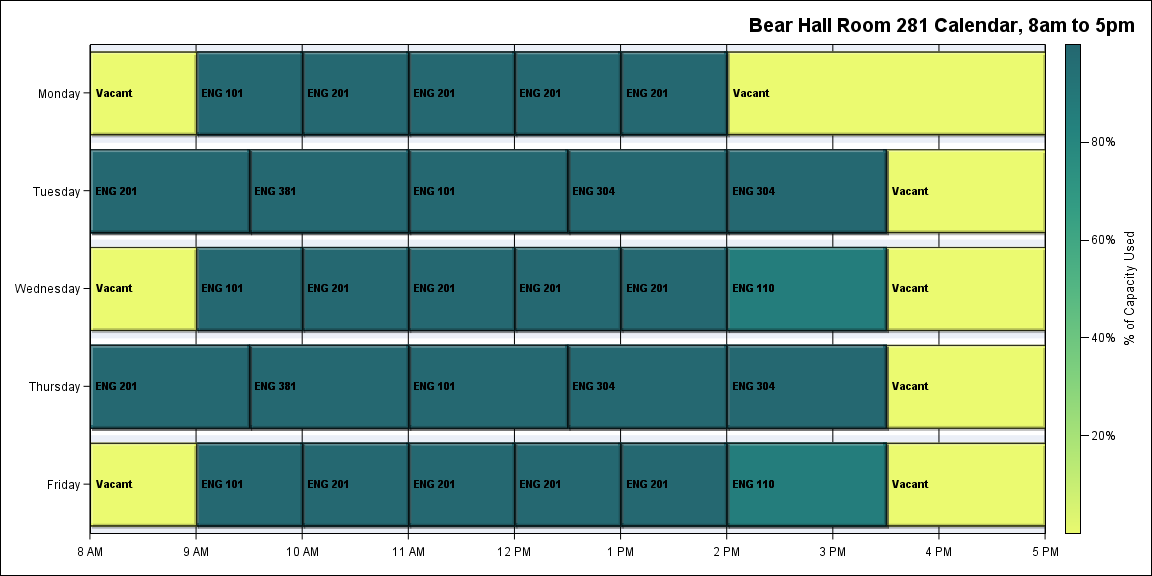 Bear Hall Room 281 Calendar, 8am to 5pm
Monday
Vacant
ENG 101
ENG 201
ENG 201
ENG 201
ENG 201
Vacant
Tuesday
ENG 201
ENG 381
ENG 101
ENG 304
ENG 304
Vacant
Wednesday
Vacant
ENG 101
ENG 201
ENG 201
ENG 201
ENG 201
ENG 110
Vacant
Thursday
ENG 201
ENG 381
ENG 101
ENG 304
ENG 304
Vacant
Friday
Vacant
ENG 101
ENG 201
ENG 201
ENG 201
ENG 201
ENG 110
Vacant
8 AM
9 AM
10 AM
11 AM
12 PM
1 PM
2 PM
3 PM
4 PM
5 PM
80%
60%
40%
20%
% of Capacity Used